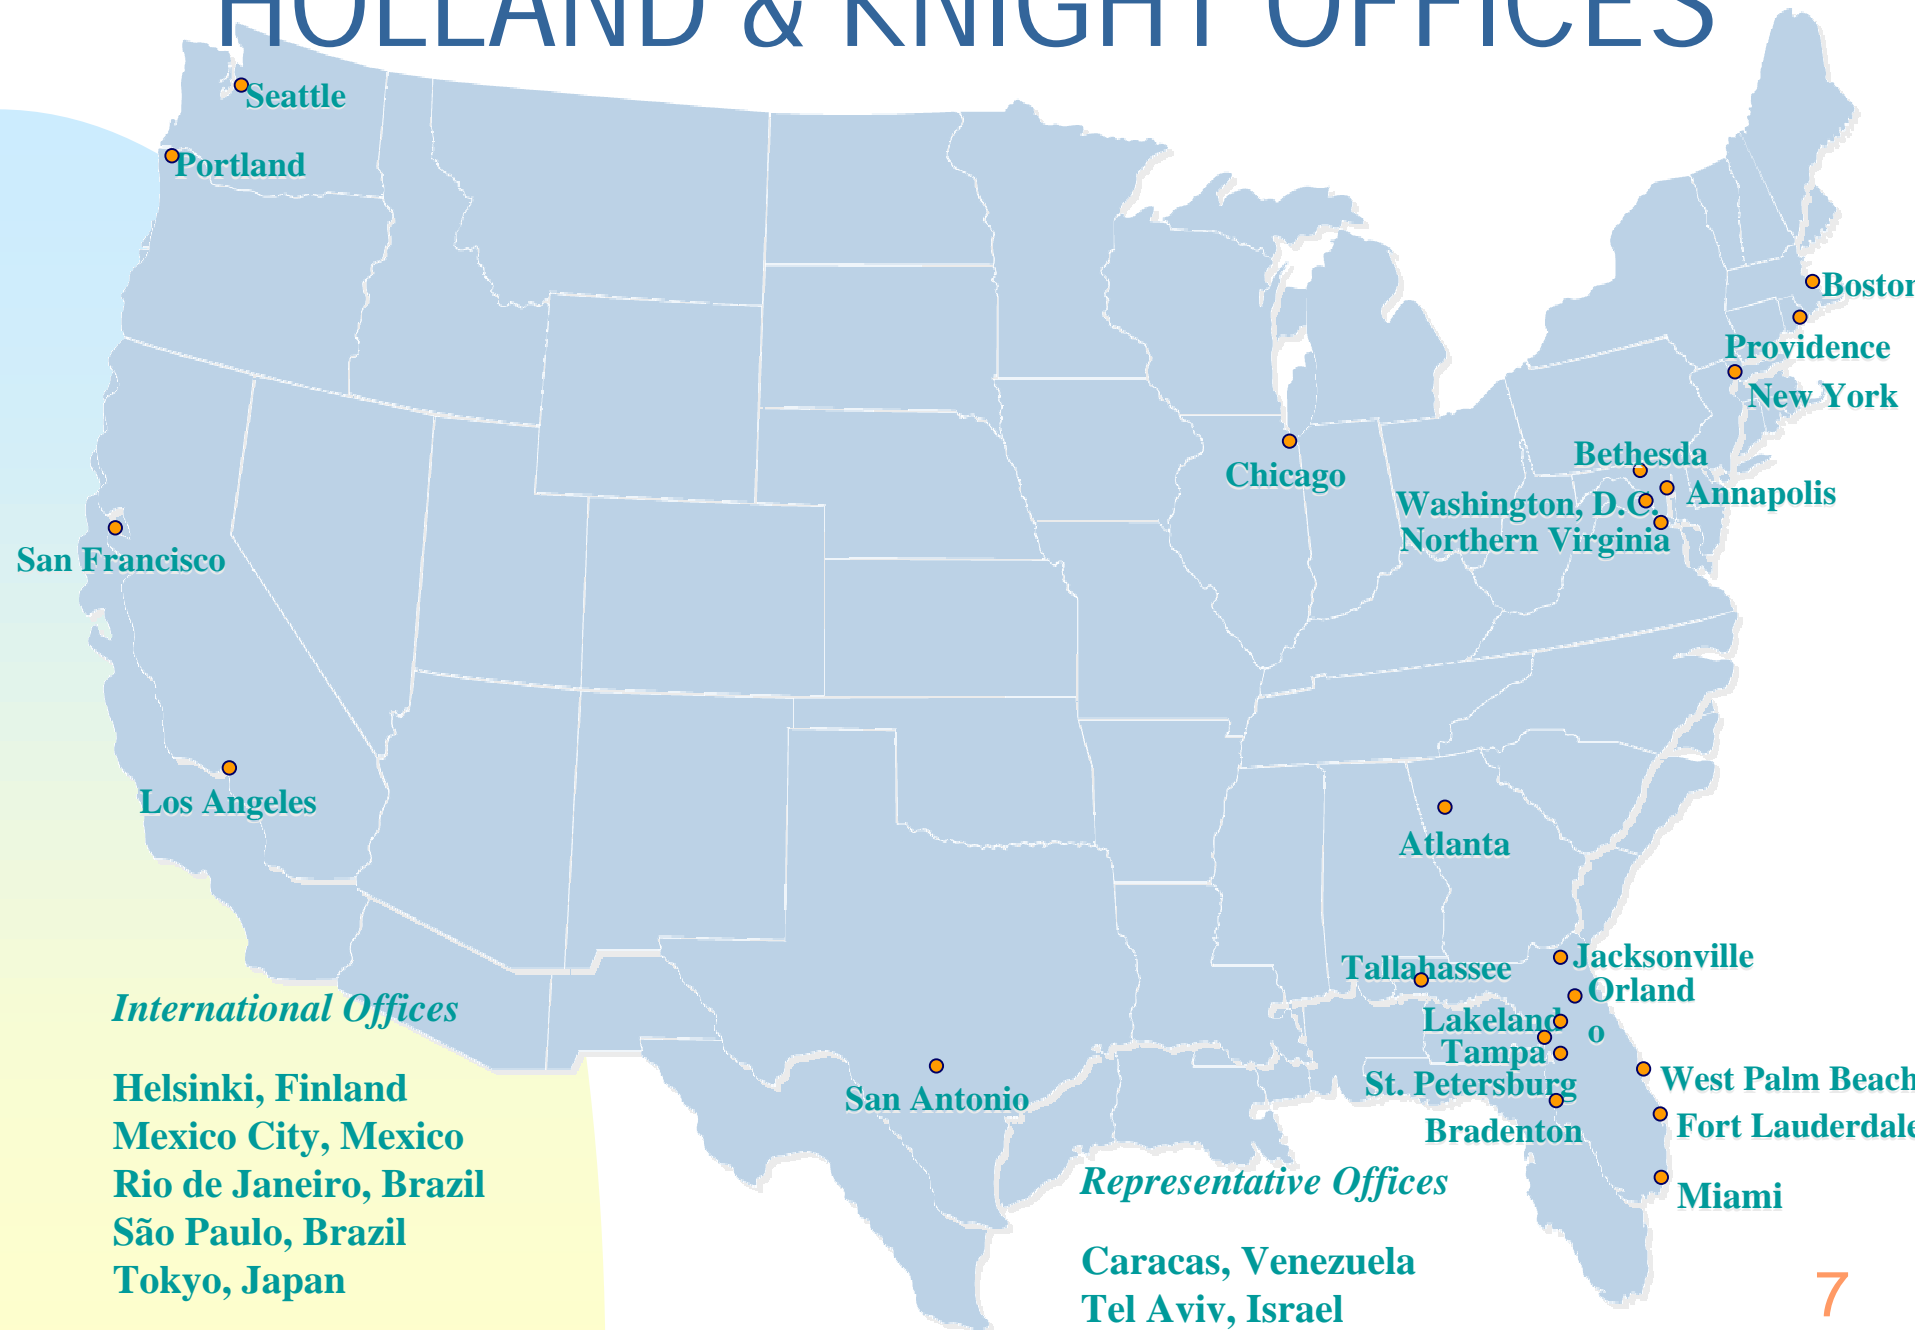 HOLLAND & KNIGHT OFFICES
Seattle
Portland
Boston
Providence
New York
Bethesda
Chicago
Annapolis
Washington, D.C.
Northern Virginia
San Francisco
Los Angeles
Atlanta
Jacksonville
Tallahassee
Orland
o
Lakeland
Tampa
St. Petersburg
West Palm Beach
San Antonio
Fort Lauderdale
Bradenton
Miami
International Offices
Helsinki, Finland
Mexico City, Mexico
Rio de Janeiro, Brazil
São Paulo, Brazil
Tokyo, Japan
Representative Offices
Caracas, Venezuela
Tel Aviv, Israel
7